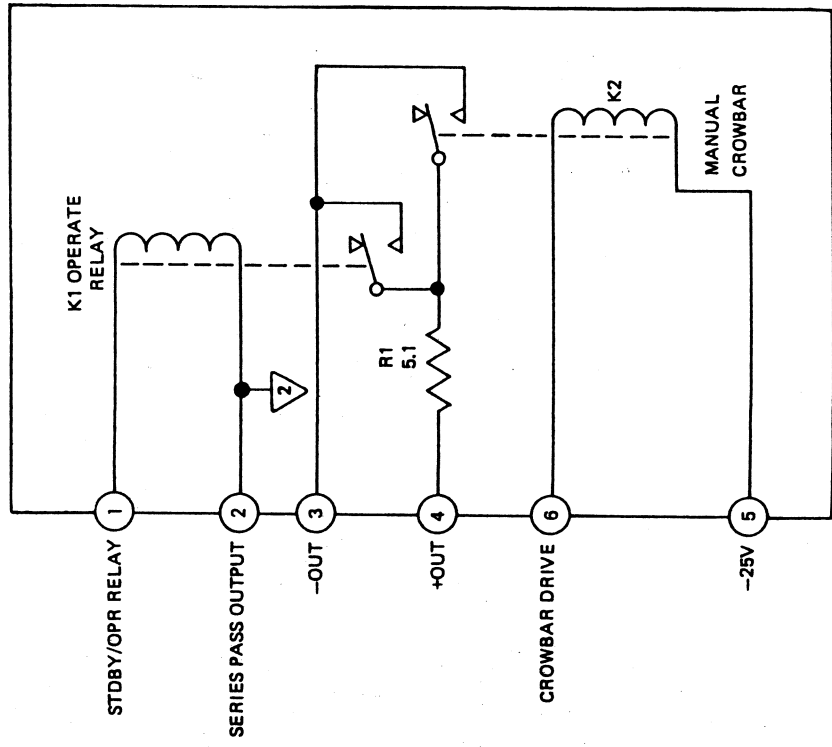 K1 OPERATE
RELAY
K2
MANUAL
CROWBAR
R1
5.1
2
1
2
3
4
6
5
STDBY/OPR RELAY
SERIES PASS OUTPUT
–OUT
+OUT
CROWBAR DRIVE
–25V